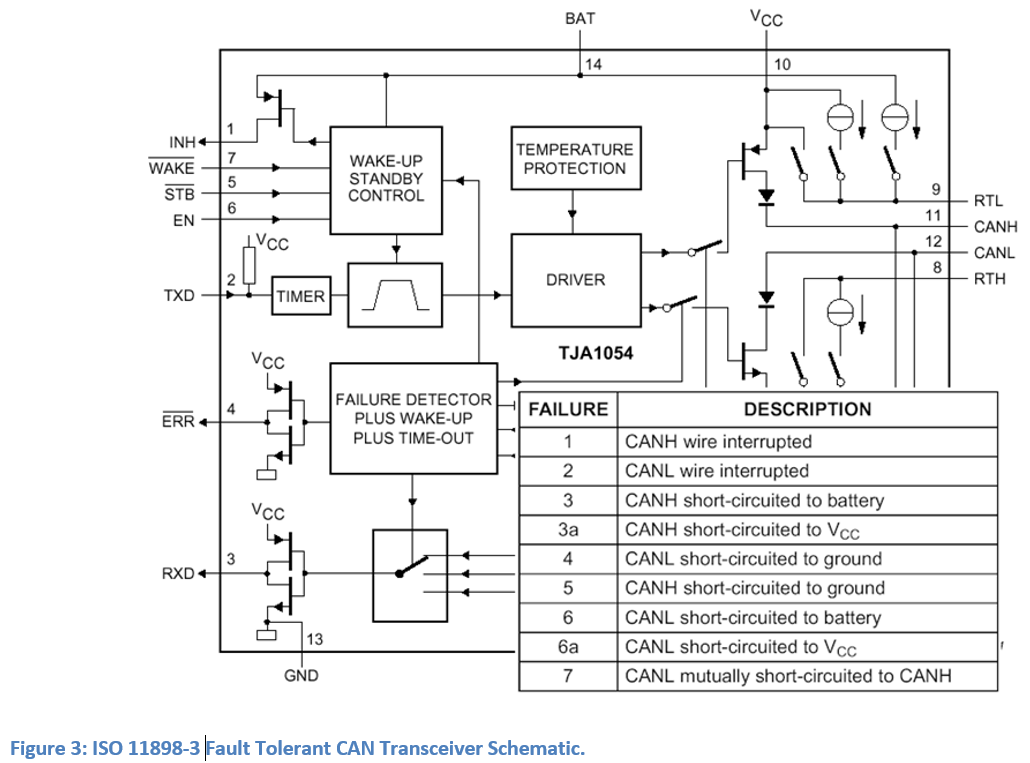 BAT
VCC
14
10
1
INH
7
WAKE
5
STB
6
EN
WAKE-UP
STANDBY
CONTROL
TEMPERATURE
PROTECTION
9
RTL
11
CANH
12
CANL
8
RTH
VCC
2
TXD
TIMER
DRIVER
TJA1054
VCC
4
ERR
FAILURE DETECTOR
PLUS WAKE-UP
PLUS TIME-OUT
VCC
3
RXD
13
GND
FAILURE DESCRIPTION
1 CANH wire interrupted
2 CANL wire interrupted
3 CANH short-circuited to battery
3a CANH short-circuited to VCC
4 CANL short-circuited to ground
5 CANH short-circuited to ground
6 CANL short-circuited to battery
6a CANL short-circuited to VCC
7 CANL mutually short-circuited to CANH
Figure 3: ISO 11898-3 Fault Tolerant CAN Transceiver Schematic.